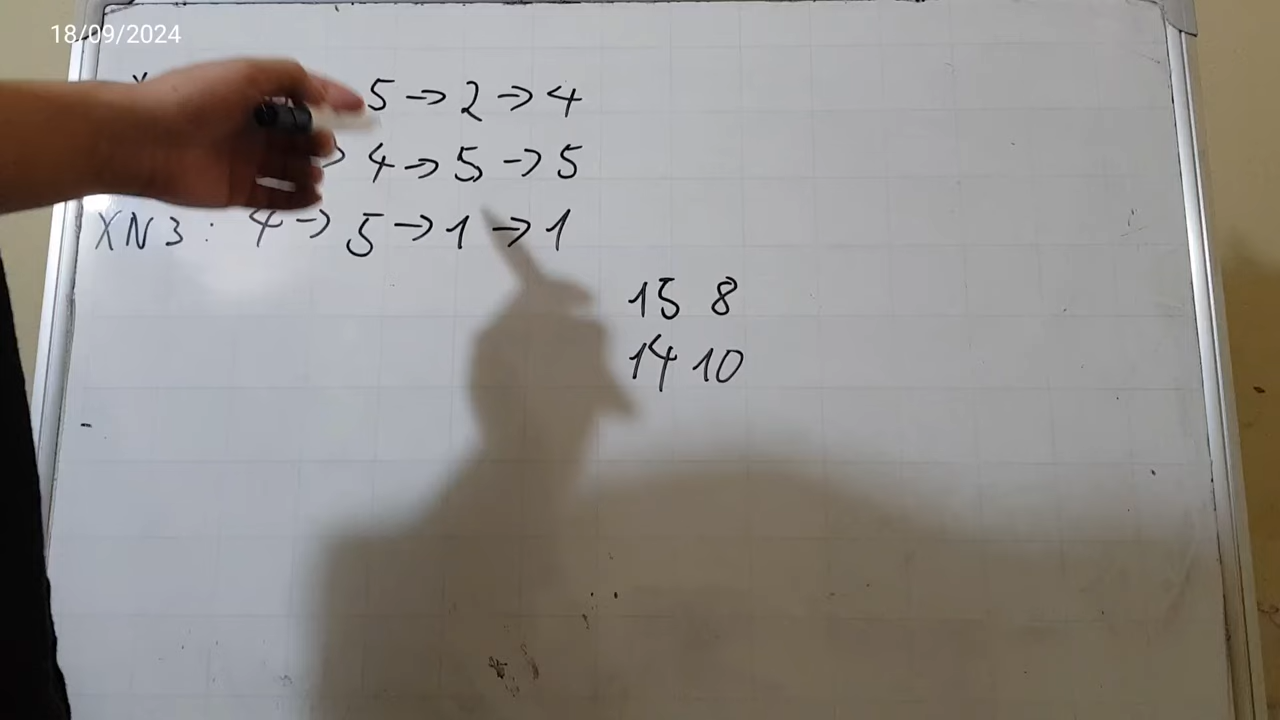 18/09/2024
5 → 2 → 4
→ 4 → 5 → 5
XN3: 4 → 5 → 1 → 1
15 8
14 10